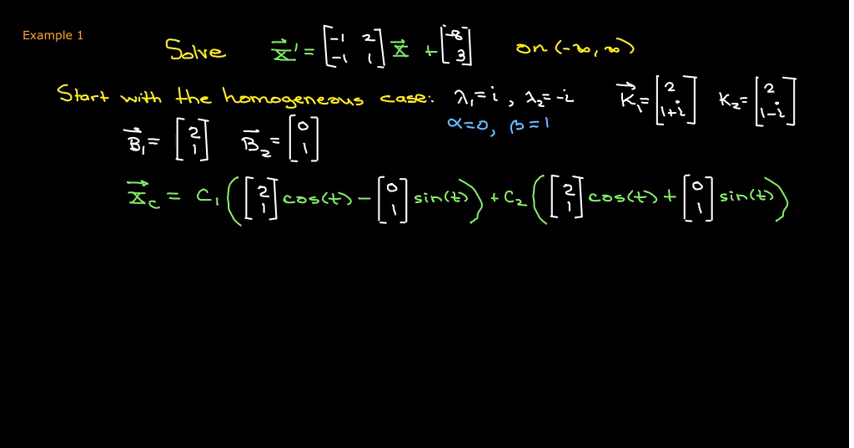 Example 1
Solve X⃗' = [-1 2; -1 1] X⃗ + [-8; 3] on (-∞, ∞)
Start with the homogeneous case: λ₁=i, λ₂=-i K⃗₁=[2; 1+i] K₂=[2; 1-i]
α=0, β=1
B⃗₁=[2; 1] B⃗₂=[0; 1]
X⃗c = C₁([2; 1] cos(t) - [0; 1] sin(t)) + C₂([2; 1] cos(t) + [0; 1] sin(t))